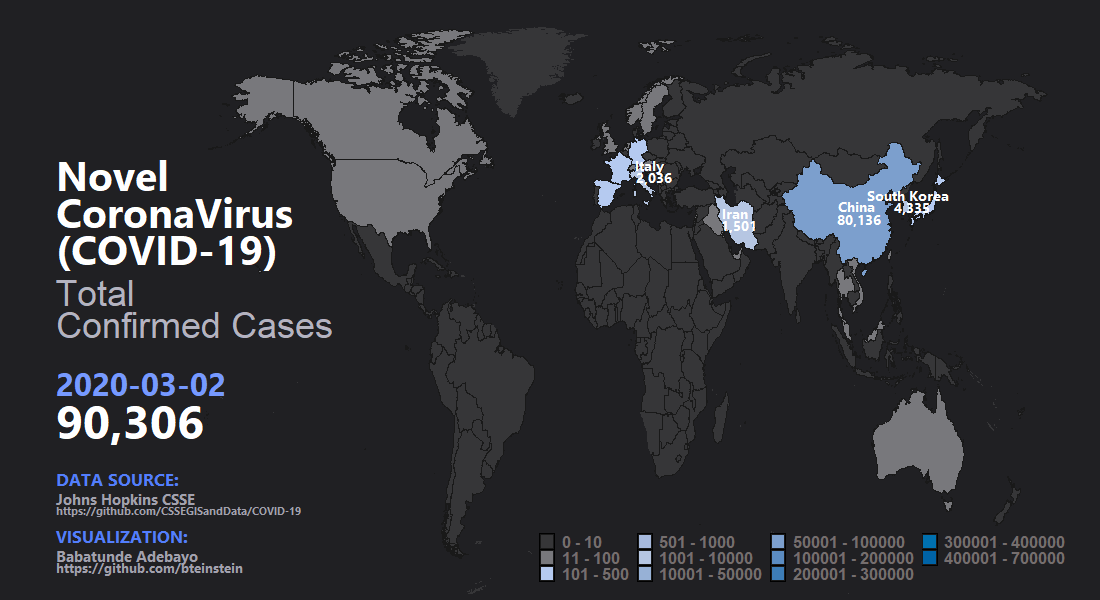 Novel
CoronaVirus
(COVID-19)
Total
Confirmed Cases
2020-03-02
90,306
DATA SOURCE:
Johns Hopkins CSSE
https://github.com/CSSEGISandData/COVID-19
VISUALIZATION:
Babatunde Adebayo
https://github.com/bteinstein
Italy
2,036
Iran
1,501
China
80,136
South Korea
4,335
0 - 10
11 - 100
101 - 500
501 - 1000
1001 - 10000
10001 - 50000
50001 - 100000
100001 - 200000
200001 - 300000
300001 - 400000
400001 - 700000